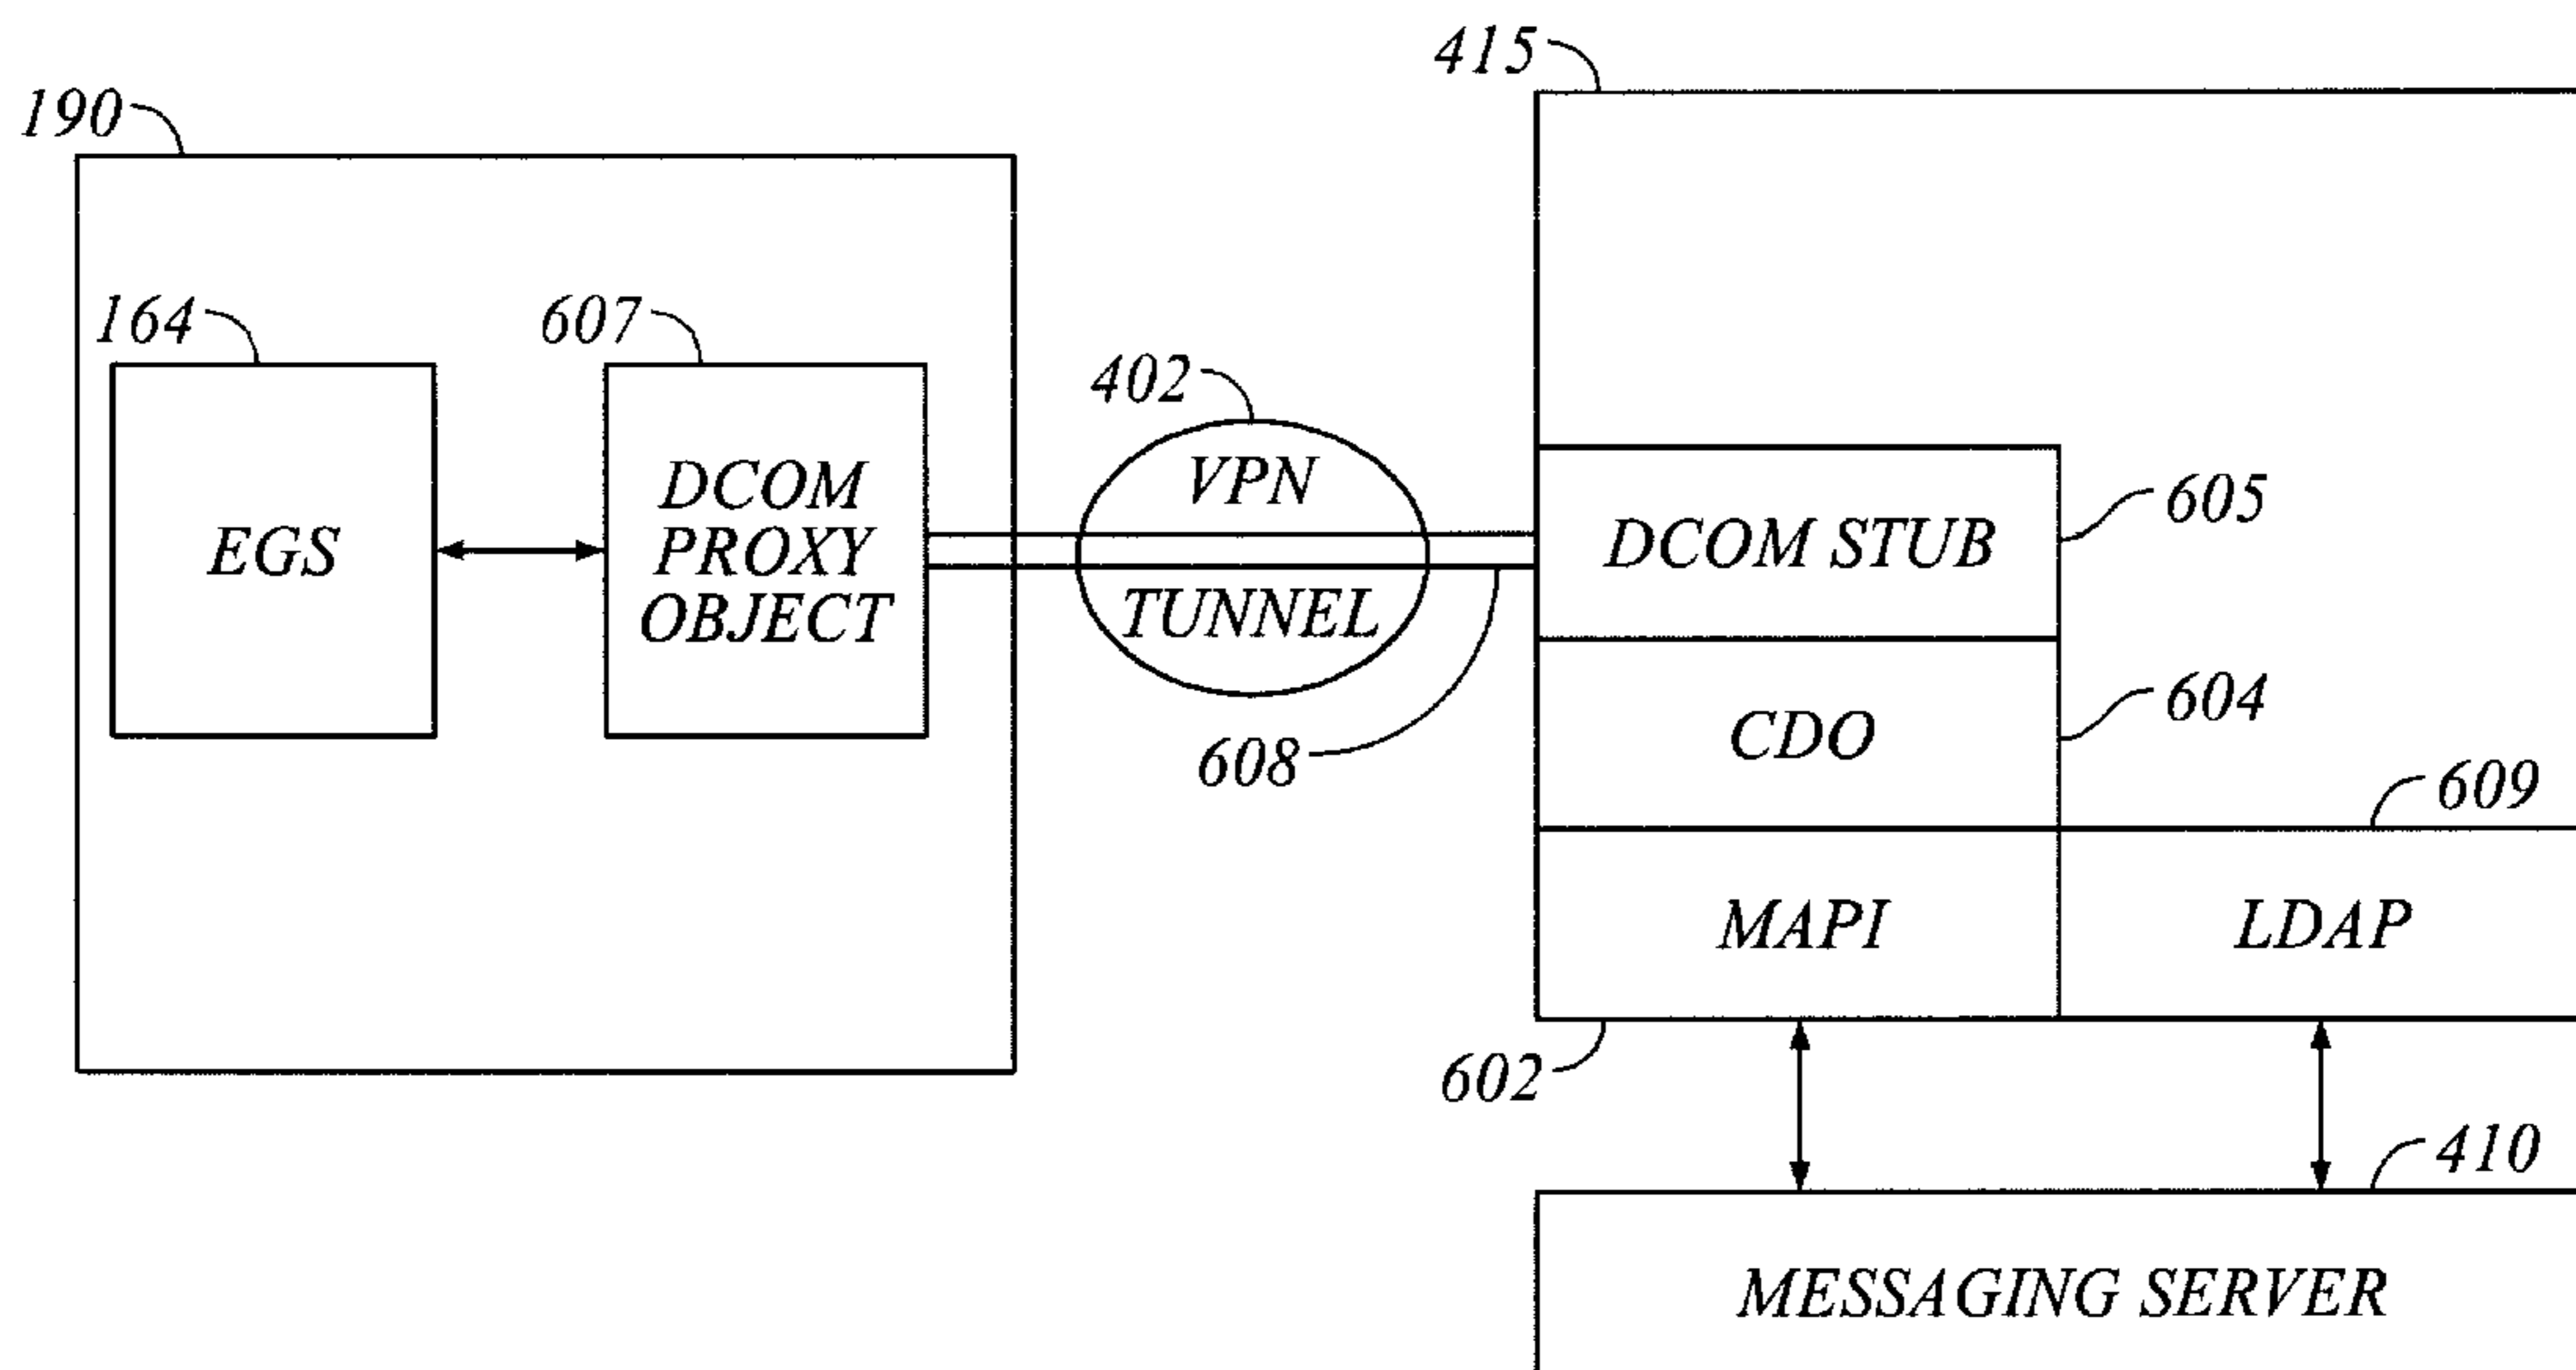 415
190
164
607
402
EGS
DCOM
PROXY
OBJECT
VPN
TUNNEL
608
DCOM STUB
605
CDO
604
609
MAPI
LDAP
602
410
MESSAGING SERVER